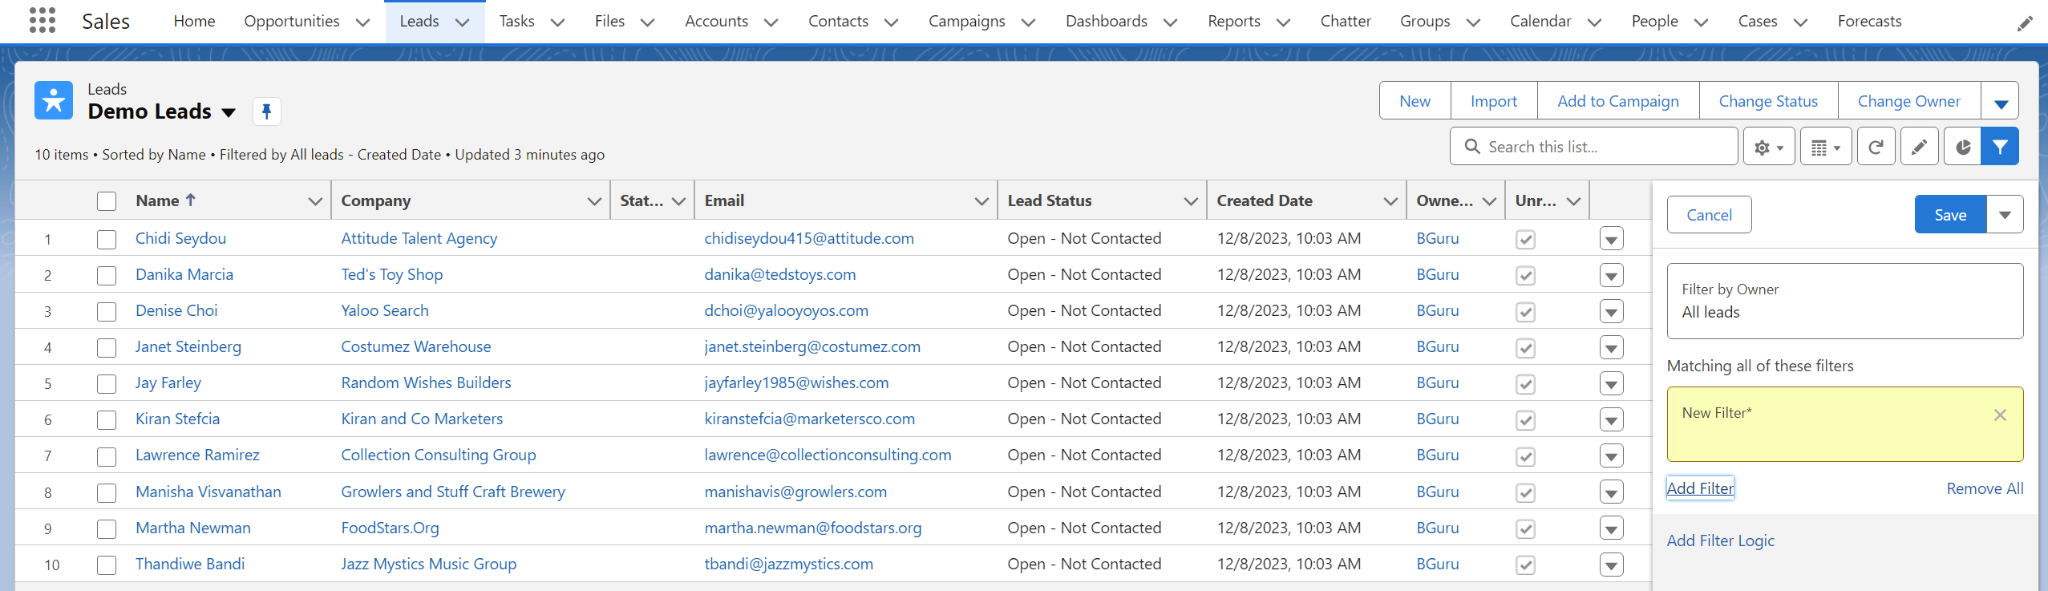 Sales Home Opportunities Leads Tasks Files Accounts Contacts Campaigns Dashboards Reports Chatter Groups Calendar People Cases Forecasts
Leads
Demo Leads
New Import Add to Campaign Change Status Change Owner
Search this list...
10 items • Sorted by Name • Filtered by All leads - Created Date • Updated 3 minutes ago
Name ↑ Company Stat... Email Lead Status Created Date Owne... Unr...
1 Chidi Seydou Attitude Talent Agency chidiseydou415@attitude.com Open - Not Contacted 12/8/2023, 10:03 AM BGuru
2 Danika Marcia Ted's Toy Shop danika@tedstoys.com Open - Not Contacted 12/8/2023, 10:03 AM BGuru
3 Denise Choi Yaloo Search dchoi@yalooyoyos.com Open - Not Contacted 12/8/2023, 10:03 AM BGuru
4 Janet Steinberg Costumez Warehouse janet.steinberg@costumez.com Open - Not Contacted 12/8/2023, 10:03 AM BGuru
5 Jay Farley Random Wishes Builders jayfarley1985@wishes.com Open - Not Contacted 12/8/2023, 10:03 AM BGuru
6 Kiran Stefcia Kiran and Co Marketers kiranstefcia@marketersco.com Open - Not Contacted 12/8/2023, 10:03 AM BGuru
7 Lawrence Ramirez Collection Consulting Group lawrence@collectionconsulting.com Open - Not Contacted 12/8/2023, 10:03 AM BGuru
8 Manisha Visvanathan Growlers and Stuff Craft Brewery manishavis@growlers.com Open - Not Contacted 12/8/2023, 10:03 AM BGuru
9 Martha Newman FoodStars.Org martha.newman@foodstars.org Open - Not Contacted 12/8/2023, 10:03 AM BGuru
10 Thandiwe Bandi Jazz Mystics Music Group tbandi@jazzmystics.com Open - Not Contacted 12/8/2023, 10:03 AM BGuru
Cancel Save
Filter by Owner
All leads
Matching all of these filters
New Filter*
Add Filter Remove All
Add Filter Logic